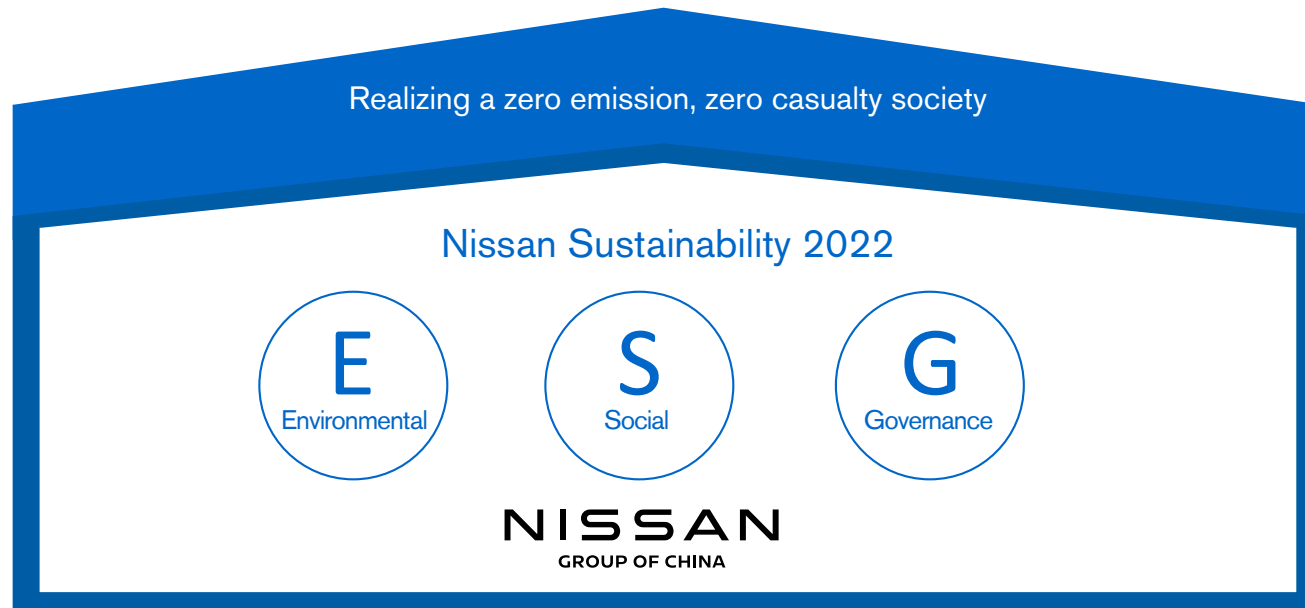 Realizing a zero emission, zero casualty society
Nissan Sustainability 2022
E
Environmental
S
Social
G
Governance
NISSAN
GROUP OF CHINA